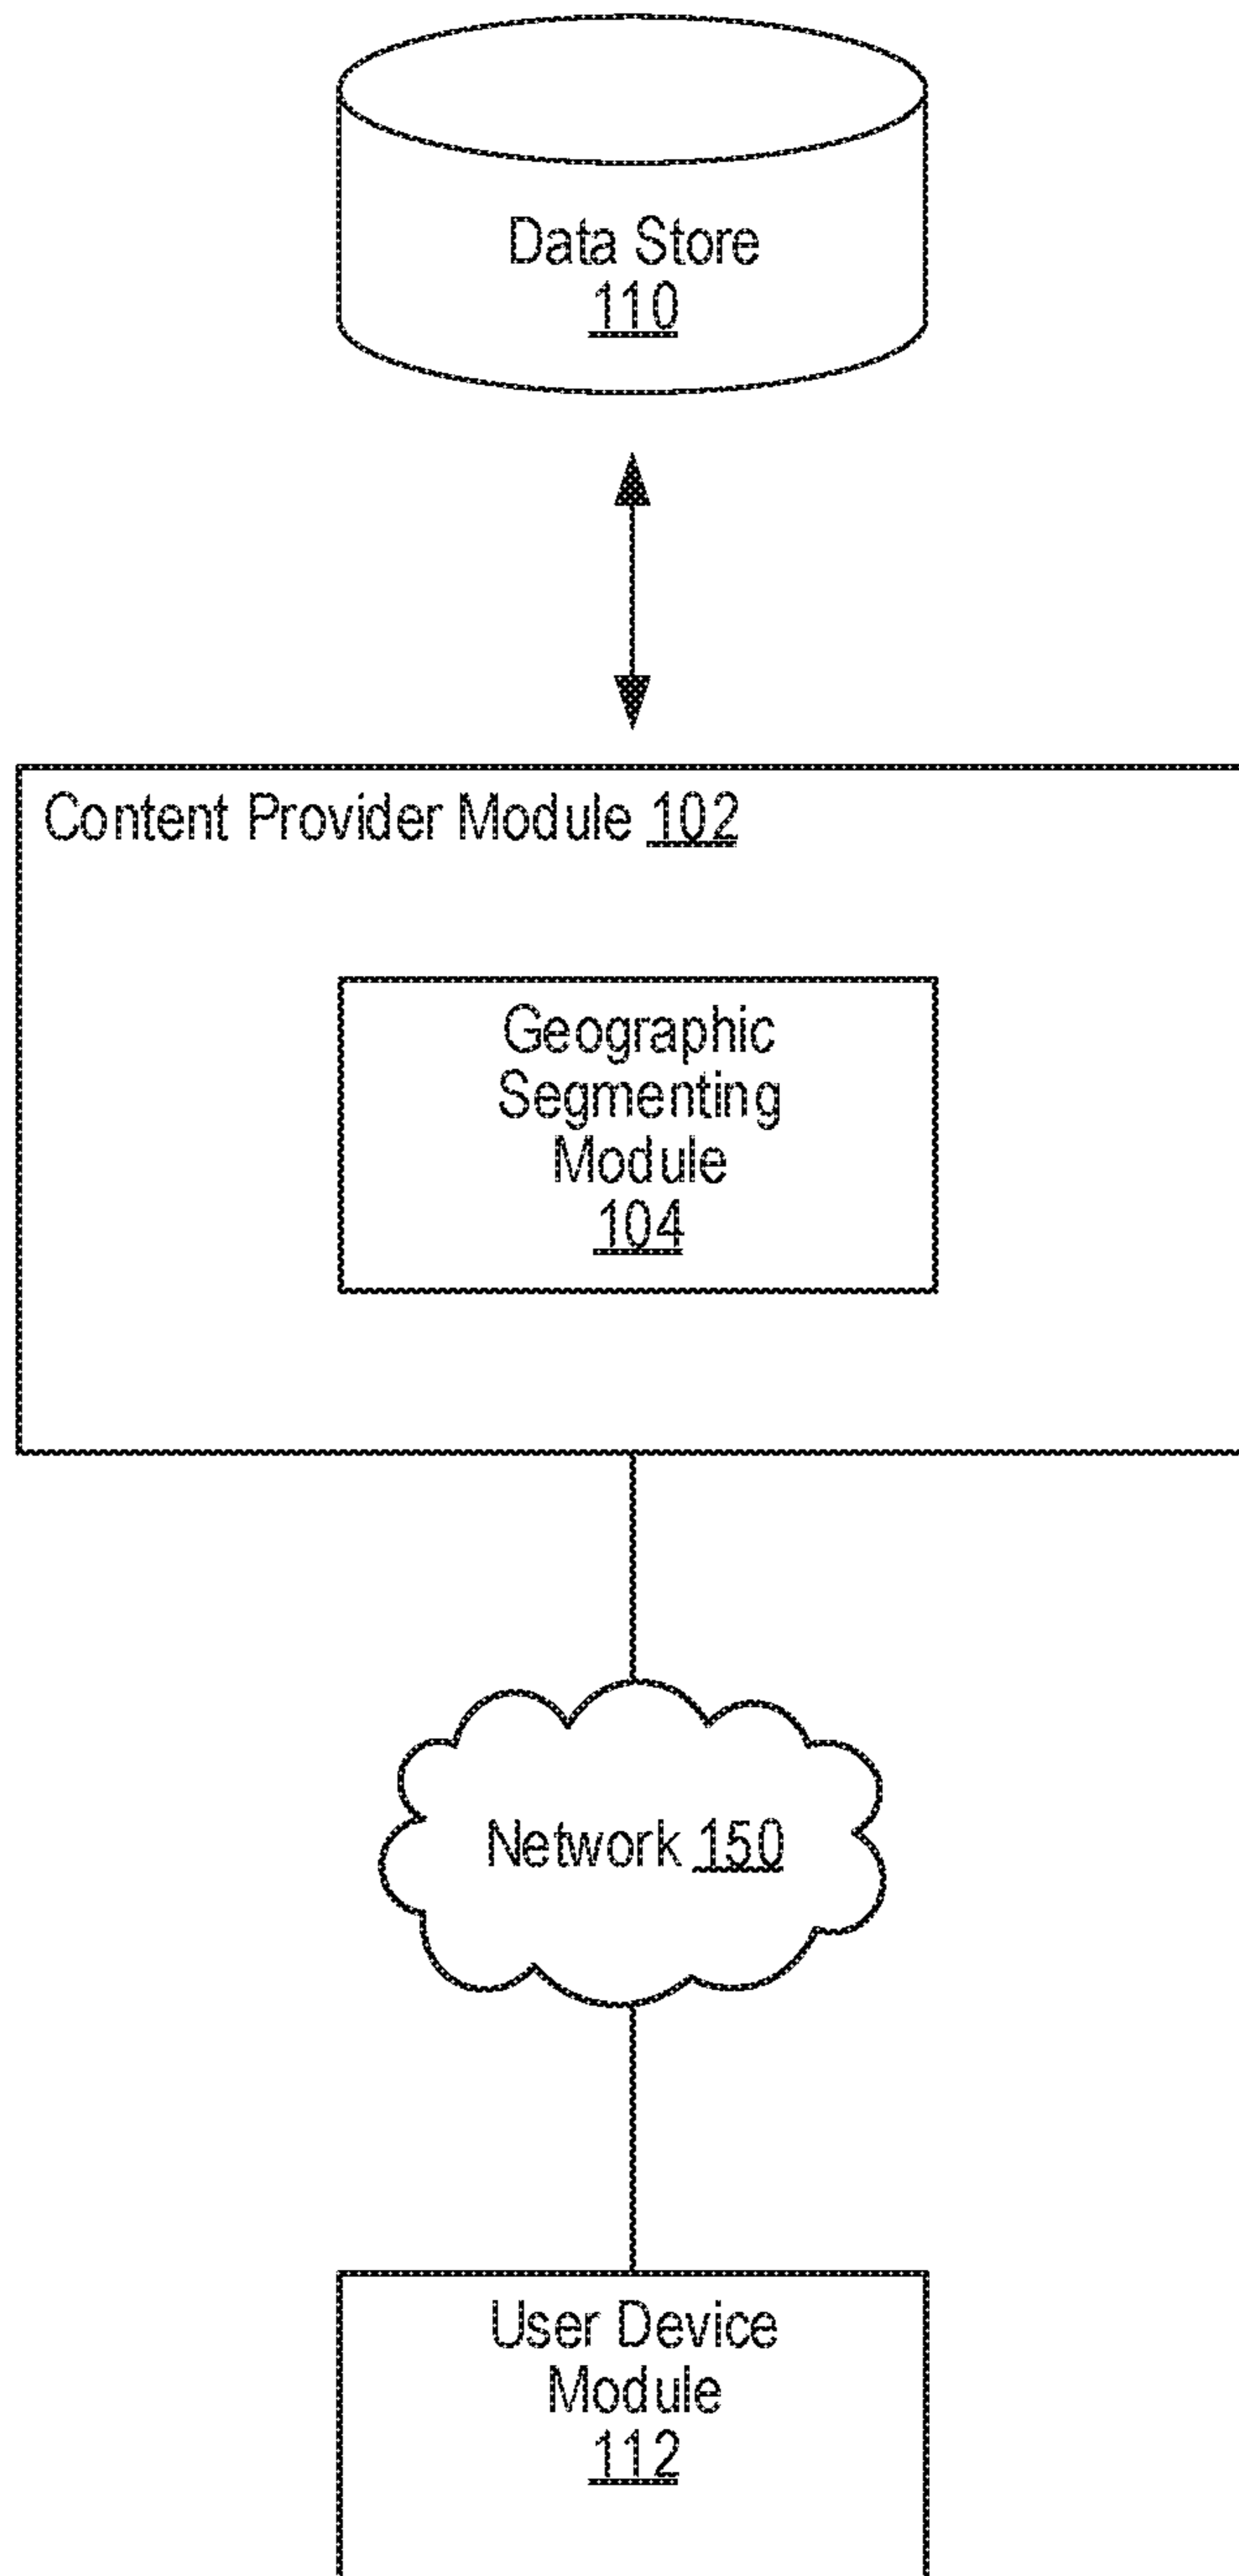 Data Store
110
Content Provider Module 102
Geographic
Segmenting
Module
104
Network 150
User Device
Module
112